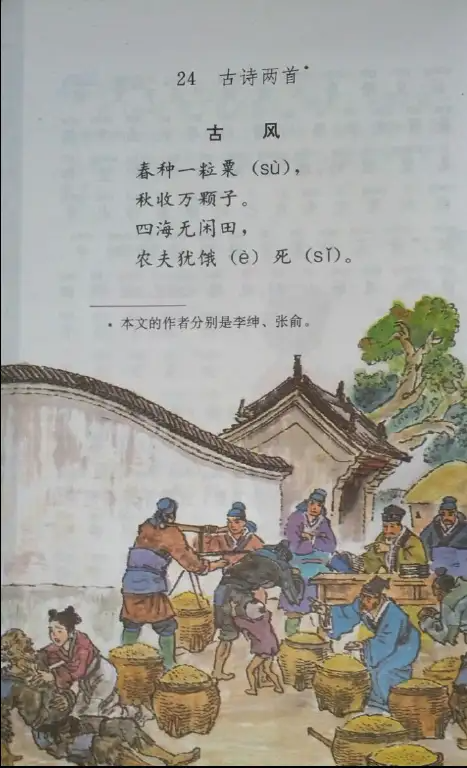 24 古诗两首*
古 风
春种一粒粟（sù），
秋收万颗子。
四海无闲田，
农夫犹饿（è）死（sǐ）。
* 本文的作者分别是李绅、张俞。